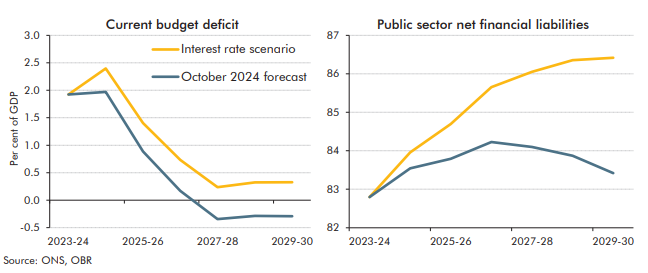 Current budget deficit
Per cent of GDP
3.0
2.5
2.0
1.5
1.0
0.5
0.0
-0.5
Interest rate scenario
October 2024 forecast
2023-24 2025-26 2027-28 2029-30
Public sector net financial liabilities
87
86
85
84
83
82
2023-24 2025-26 2027-28 2029-30
Source: ONS, OBR